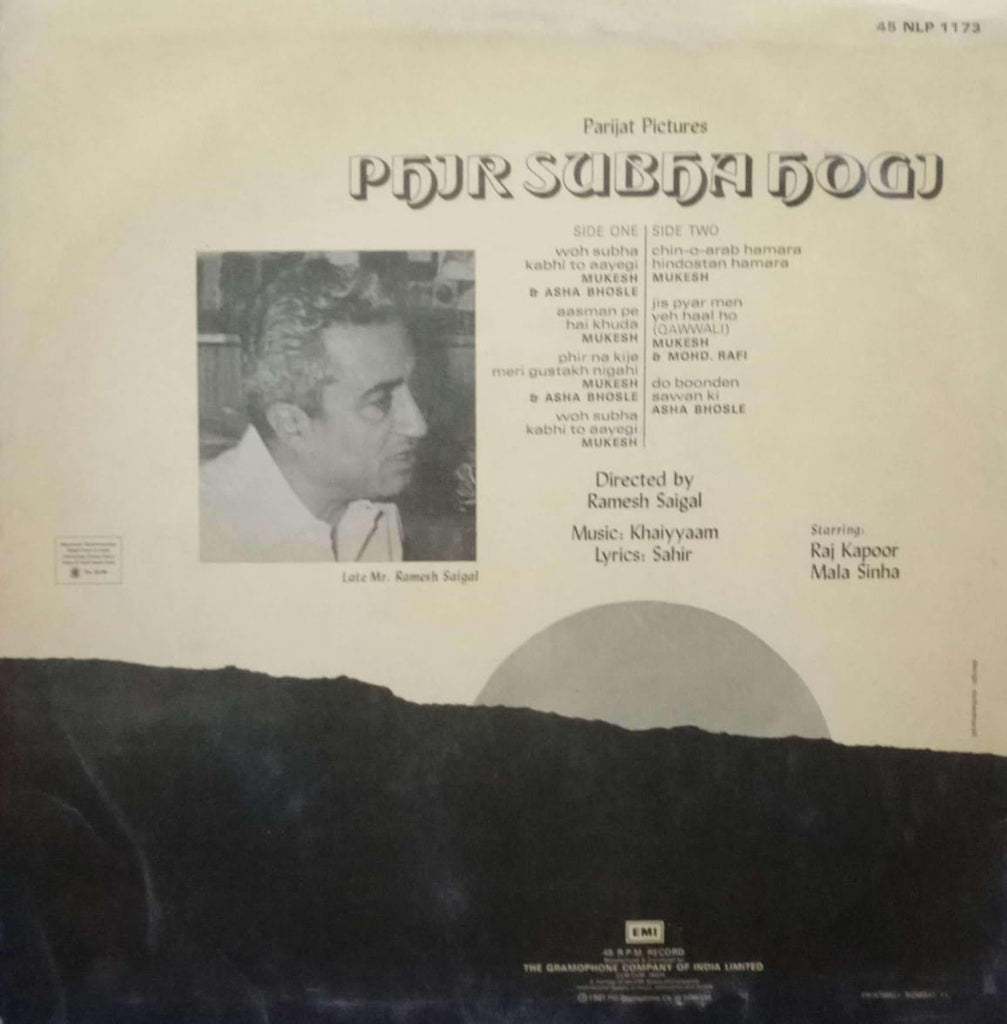 45 NLP 1173
Parijat Pictures
PHIR SUBHA HOGI
SIDE ONE
woh subha
kabhi to aayegi
MUKESH
& ASHA BHOSLE
aasman pe
hai khuda
MUKESH
phir na kije
meri gustakh nigahi
MUKESH
& ASHA BHOSLE
woh subha
kabhi to aayegi
MUKESH
SIDE TWO
chin-o-arab hamara
hindostan hamara
MUKESH
jis pyar men
yeh haal ho
(QAWWALI)
MUKESH
& MOHD. RAFI
do boonden
sawan ki
ASHA BHOSLE
Late Mr. Ramesh Saigal
Directed by
Ramesh Saigal
Music: Khaiyyaam
Lyrics: Sahir
Starring:
Raj Kapoor
Mala Sinha
EMI
45 R.P.M. RECORD
THE GRAMOPHONE COMPANY OF INDIA LIMITED